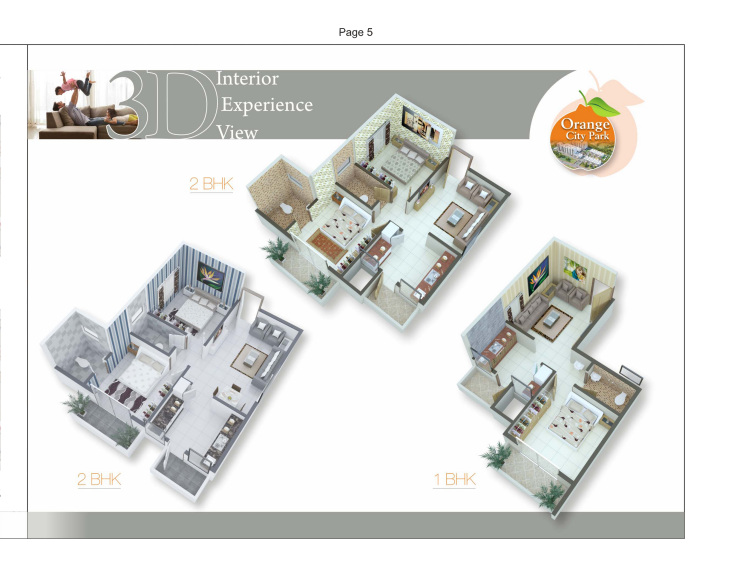 Page 5
3D
Interior
Experience
View
Orange
City Park
2 BHK
2 BHK
1 BHK